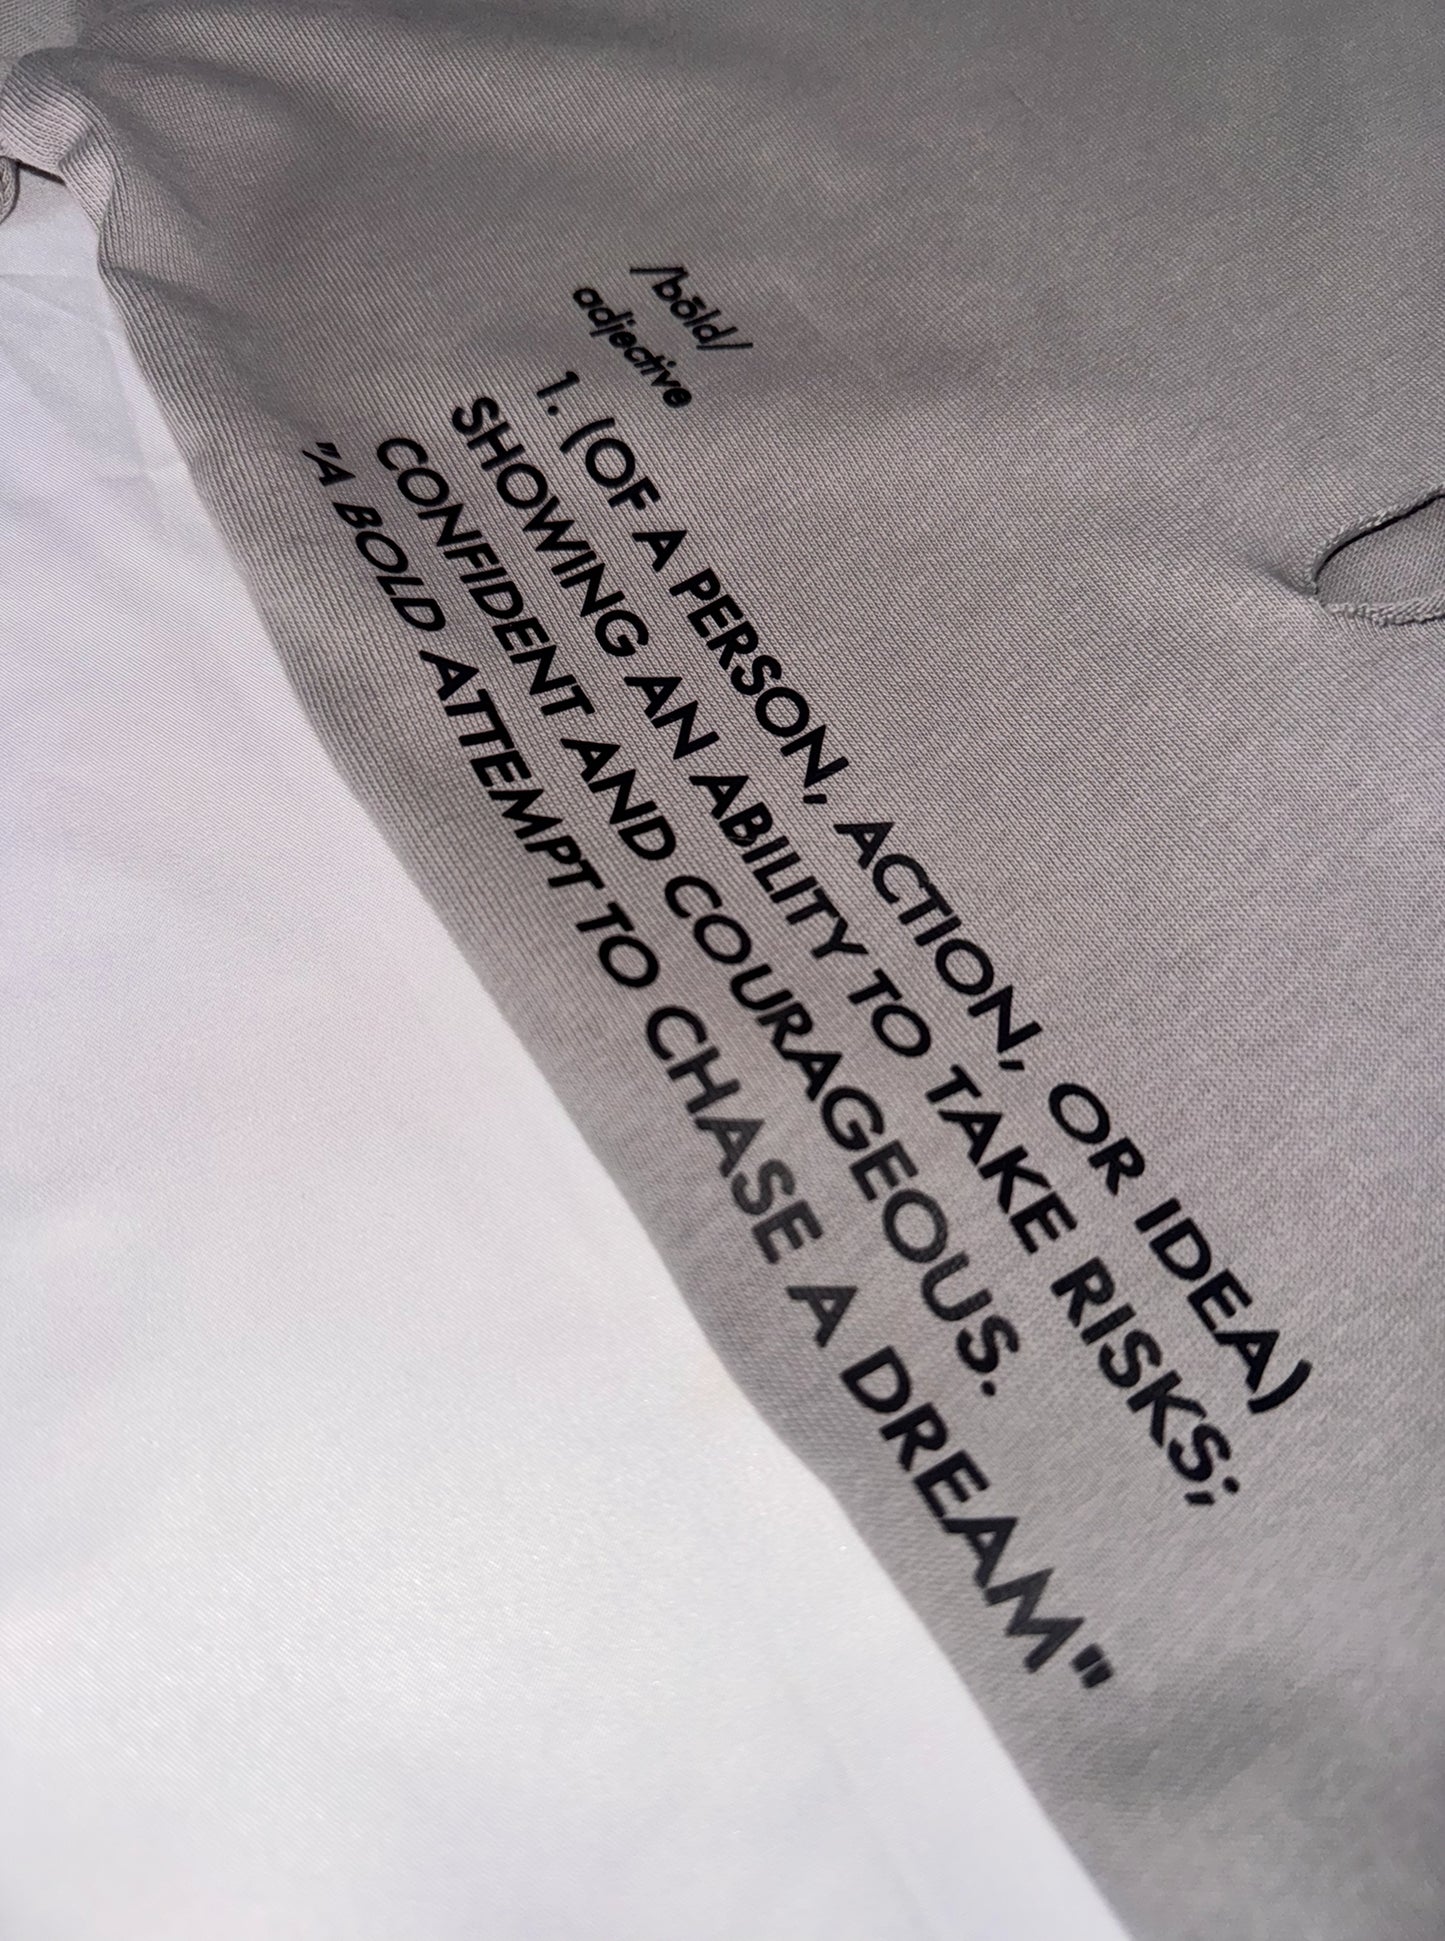 /bōld/
adjective
1. (OF A PERSON, ACTION, OR IDEA)
SHOWING AN ABILITY TO TAKE RISKS;
CONFIDENT AND COURAGEOUS.
"A BOLD ATTEMPT TO CHASE A DREAM"